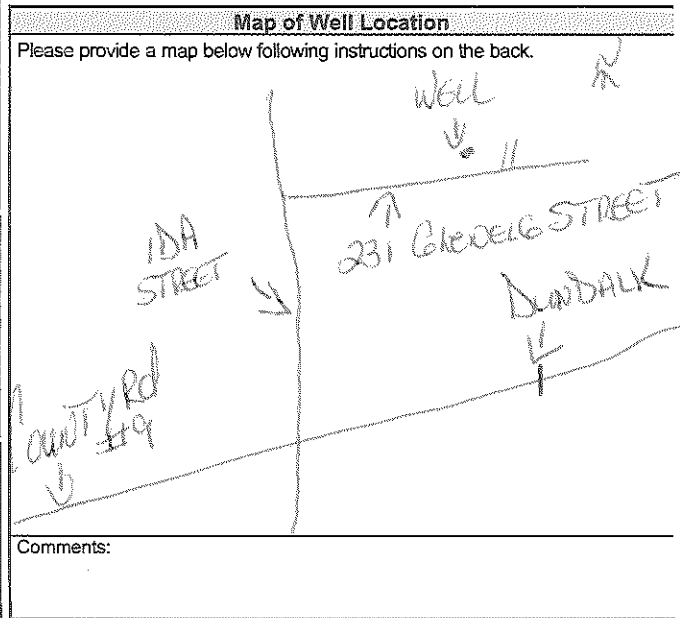 Map of Well Location
Please provide a map below following instructions on the back.
N
WELL
IDA
STREET
231 GLENELG STREET
DUNDALK
COUNTY Rd
#9
Comments: